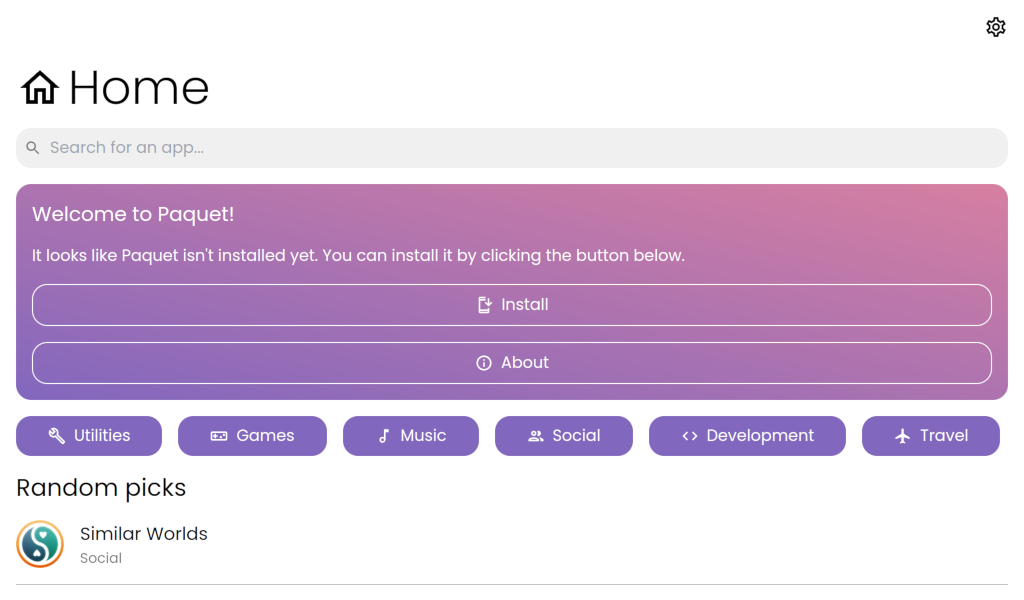 Home
Search for an app...
Welcome to Paquet!
It looks like Paquet isn't installed yet. You can install it by clicking the button below.
Install
About
Utilities
Games
Music
Social
Development
Travel
Random picks
Similar Worlds
Social